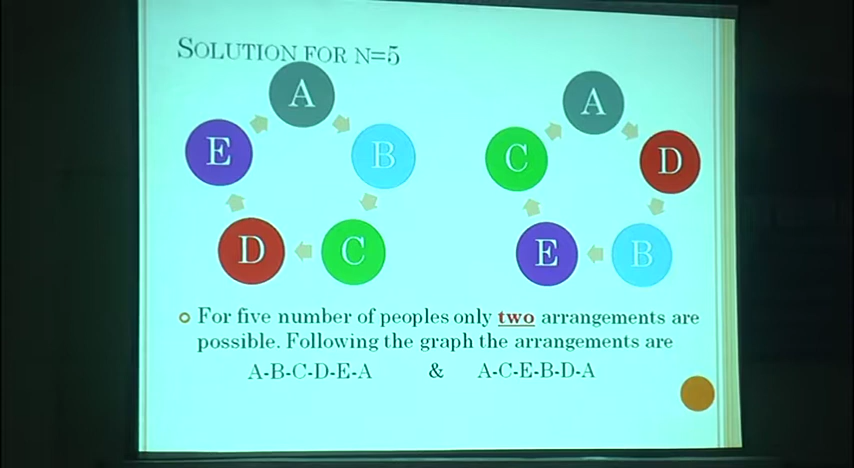 SOLUTION FOR N=5
A
B
C
D
E
A
D
B
E
C
For five number of peoples only two arrangements are
possible. Following the graph the arrangements are
A-B-C-D-E-A & A-C-E-B-D-A